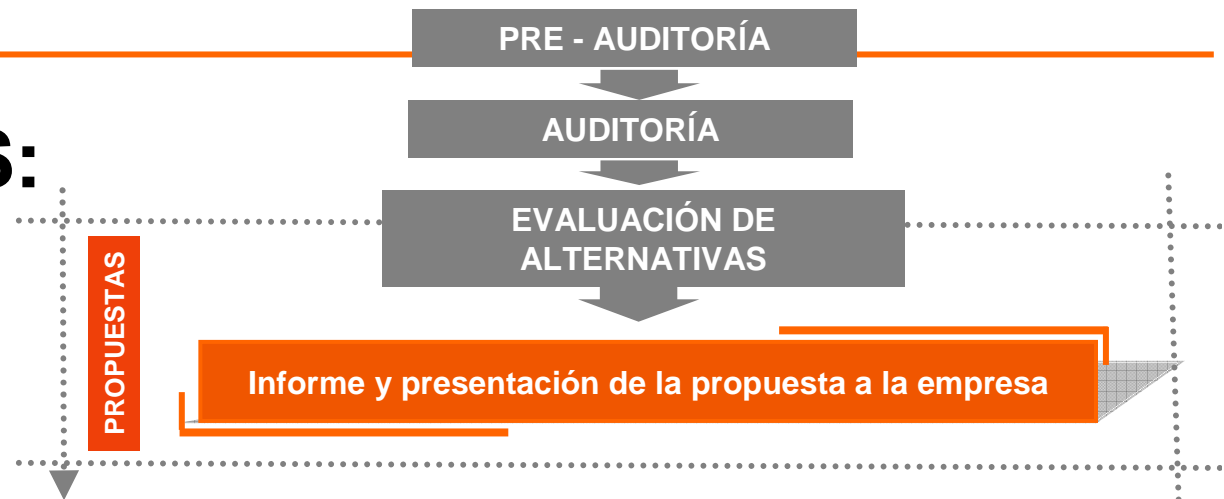 PRE - AUDITORÍA
AUDITORÍA
S:
EVALUACIÓN DE
ALTERNATIVAS
PROPUESTAS
Informe y presentación de la propuesta a la empresa